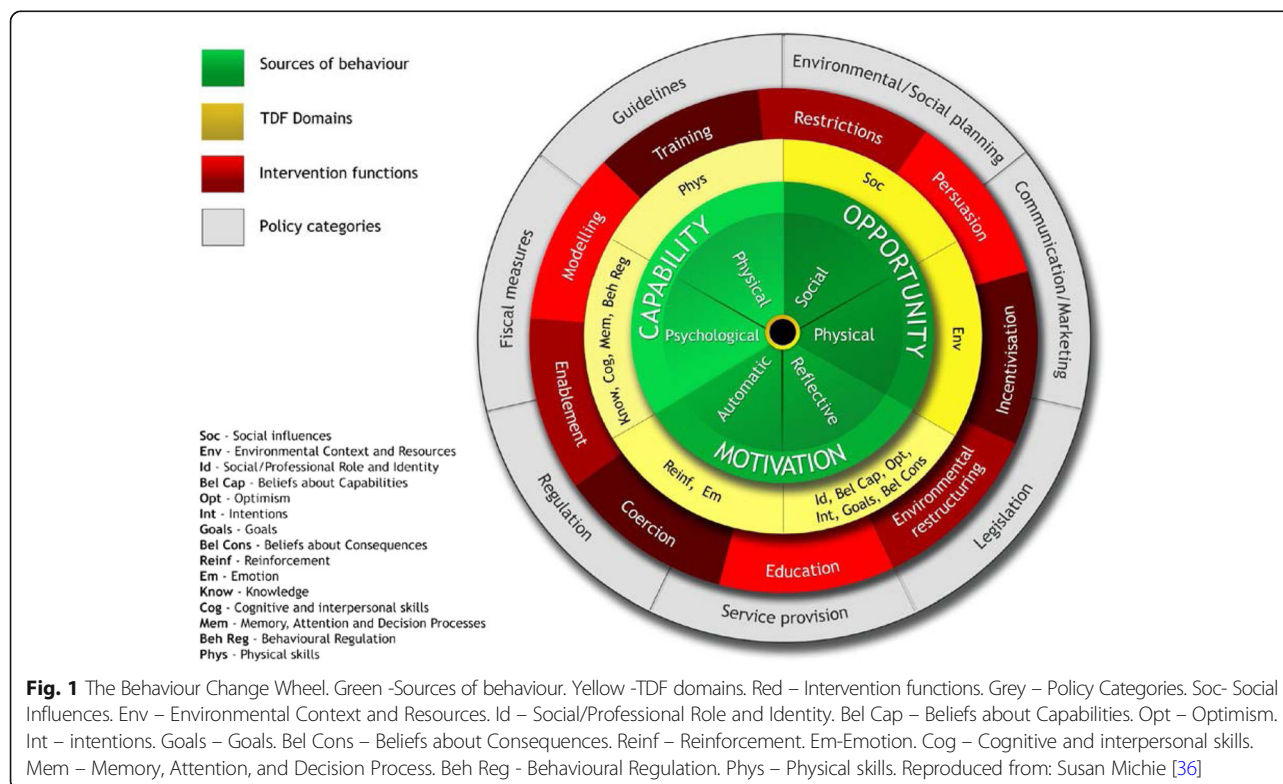 Sources of behaviour
TDF Domains
Intervention functions
Policy categories
Guidelines
Environmental/Social planning
Communication/Marketing
Legislation
Service provision
Regulation
Fiscal measures
Training
Restrictions
Persuasion
Incentivisation
Environmental
restructuring
Education
Coercion
Enablement
Modelling
Phys
Soc
Env
Id, Bel Cap, Opt,
Int, Goals, Bel Cons
Reinf, Em
Know, Cog, Mem, Beh Reg
CAPABILITY
OPPORTUNITY
MOTIVATION
Physical
Social
Psychological
Physical
Automatic
Reflective
Soc - Social influences
Env - Environmental Context and Resources
Id - Social/Professional Role and Identity
Bel Cap - Beliefs about Capabilities
Opt - Optimism
Int - Intentions
Goals - Goals
Bel Cons - Beliefs about Consequences
Reinf - Reinforcement
Em - Emotion
Know - Knowledge
Cog - Cognitive and interpersonal skills
Mem - Memory, Attention and Decision Processes
Beh Reg - Behavioural Regulation
Phys - Physical skills
Fig. 1 The Behaviour Change Wheel. Green -Sources of behaviour. Yellow -TDF domains. Red – Intervention functions. Grey – Policy Categories. Soc- Social
Influences. Env – Environmental Context and Resources. Id – Social/Professional Role and Identity. Bel Cap – Beliefs about Capabilities. Opt – Optimism.
Int – intentions. Goals – Goals. Bel Cons – Beliefs about Consequences. Reinf – Reinforcement. Em-Emotion. Cog – Cognitive and interpersonal skills.
Mem – Memory, Attention, and Decision Process. Beh Reg - Behavioural Regulation. Phys – Physical skills. Reproduced from: Susan Michie [36]